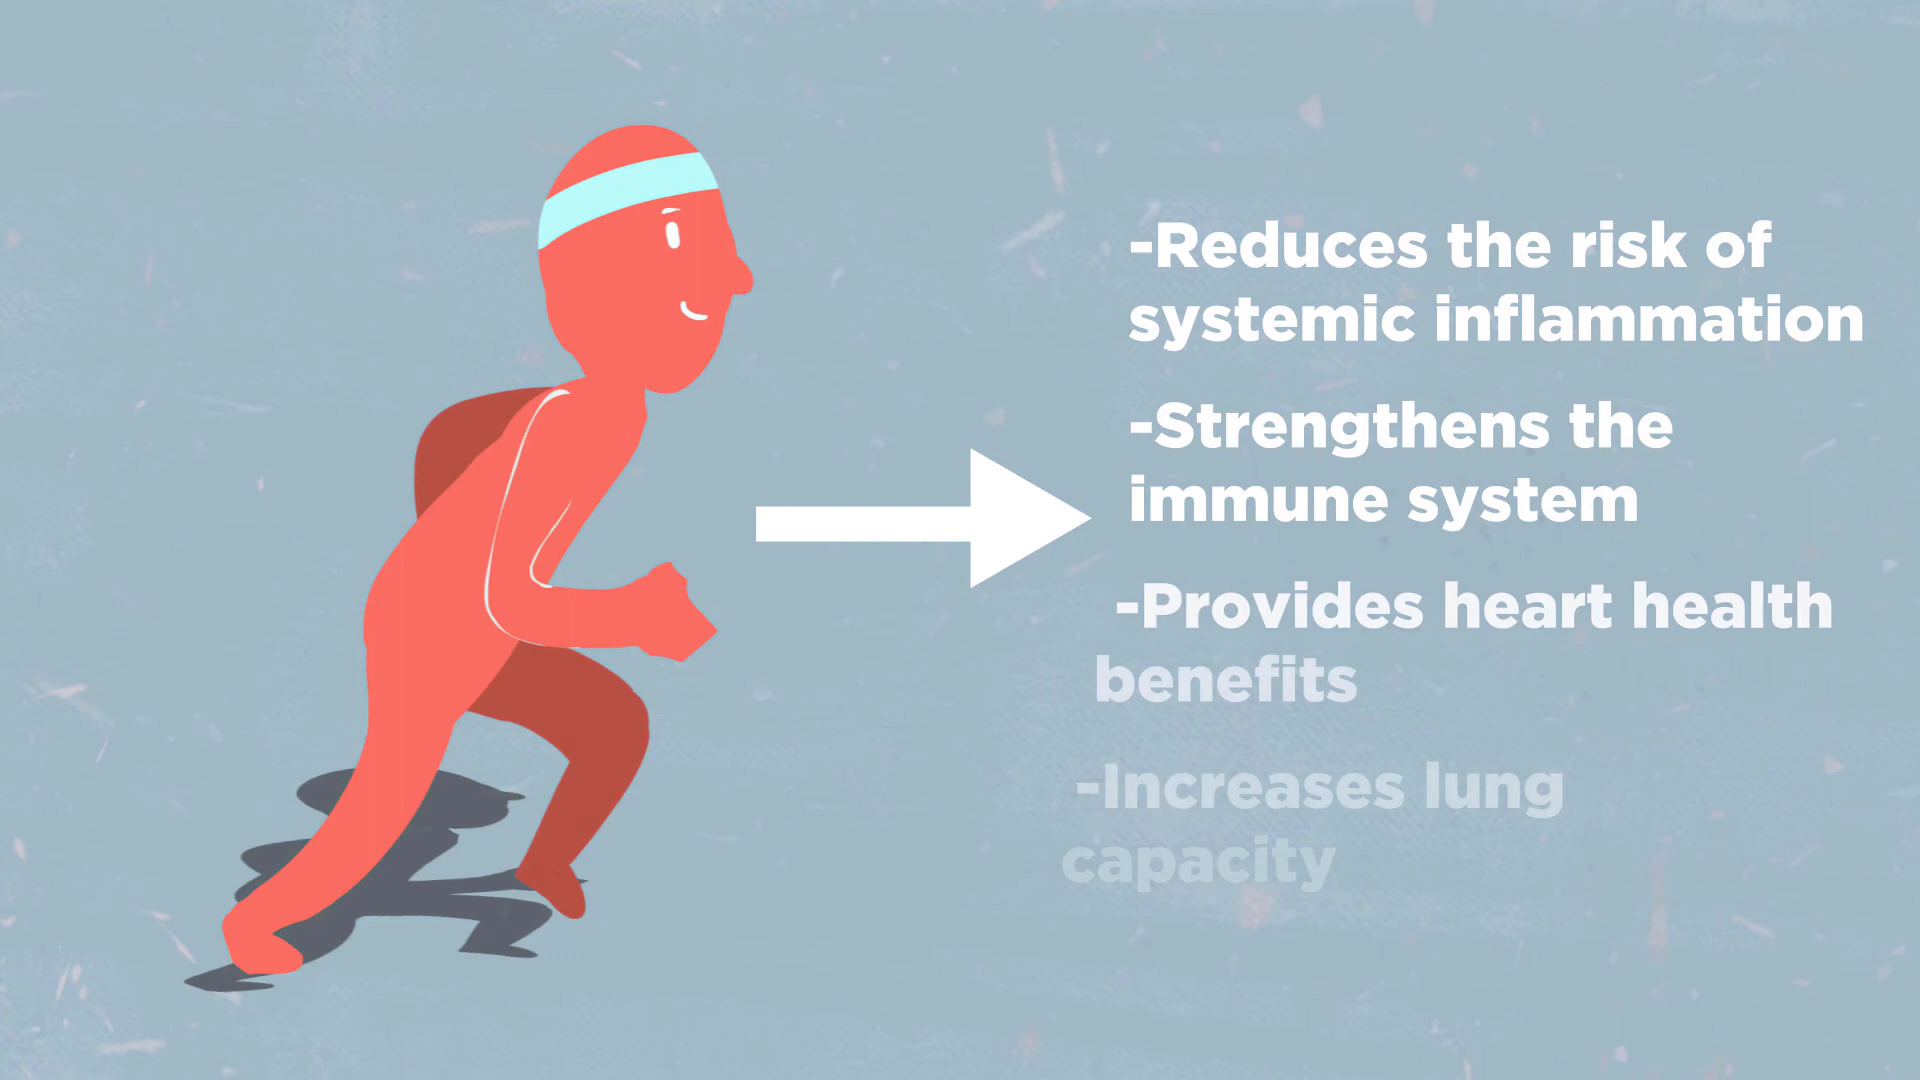 -Reduces the risk of
systemic inflammation
-Strengthens the
immune system
-Provides heart health
benefits
-Increases lung
capacity